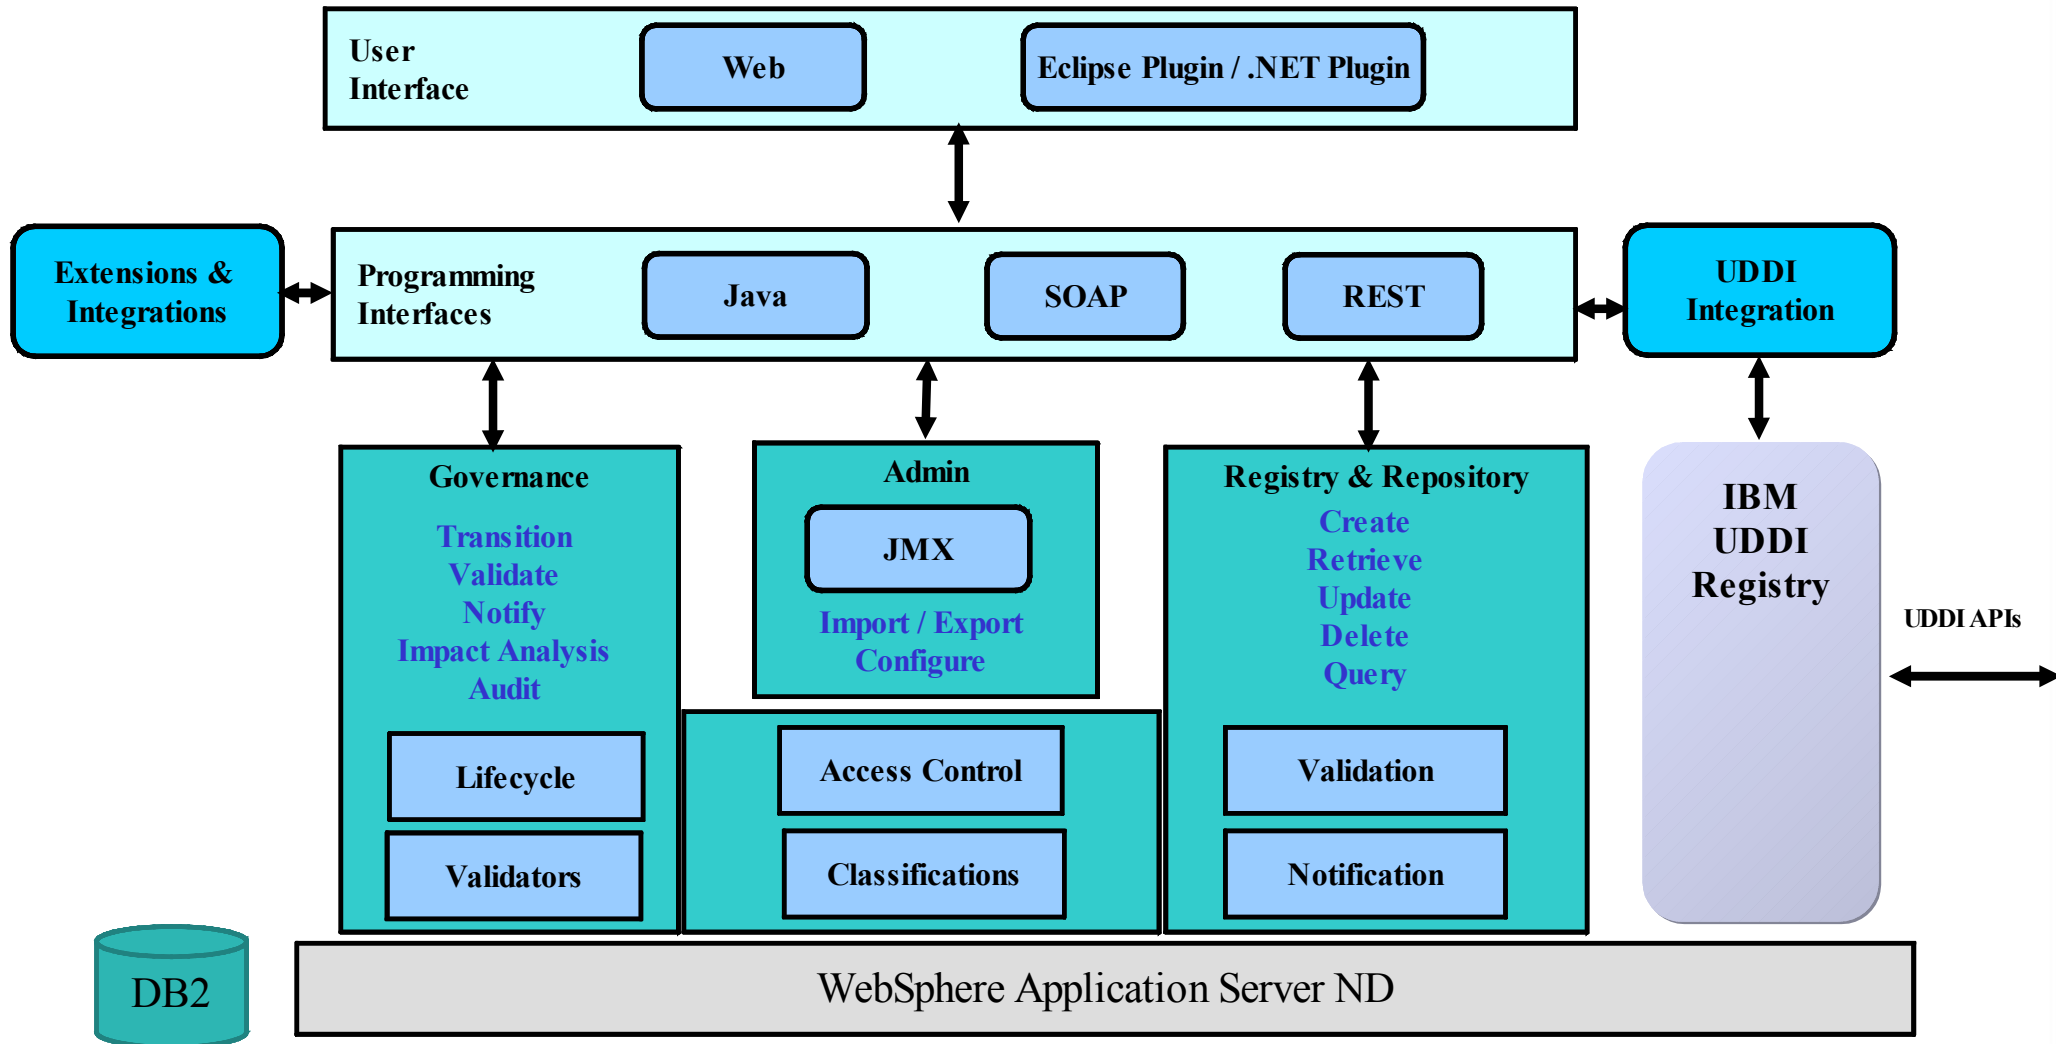 User
Interface
Web
Eclipse Plugin / .NET Plugin
Extensions &
Integrations
Programming
Interfaces
Java
SOAP
REST
UDDI
Integration
Governance
Transition
Validate
Notify
Impact Analysis
Audit
Lifecycle
Validators
Admin
JMX
Import / Export
Configure
Access Control
Classifications
Registry & Repository
Create
Retrieve
Update
Delete
Query
Validation
Notification
IBM
UDDI
Registry
UDDI APIs
DB2
WebSphere Application Server ND